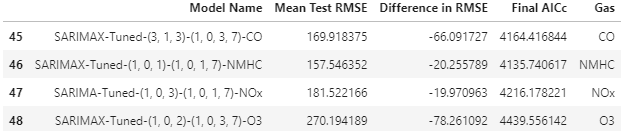 Model Name Mean Test RMSE Difference in RMSE Final AICc Gas
45 SARIMAX-Tuned-(3, 1, 3)-(1, 0, 3, 7)-CO 169.918375 -66.091727 4164.416844 CO
46 SARIMAX-Tuned-(1, 0, 1)-(1, 0, 1, 7)-NMHC 157.546352 -20.255789 4135.740617 NMHC
47 SARIMA-Tuned-(1, 0, 3)-(1, 0, 1, 7)-NOx 181.522166 -19.970963 4216.178221 NOx
48 SARIMAX-Tuned-(1, 0, 2)-(1, 0, 3, 7)-O3 270.194189 -78.261092 4439.556142 O3